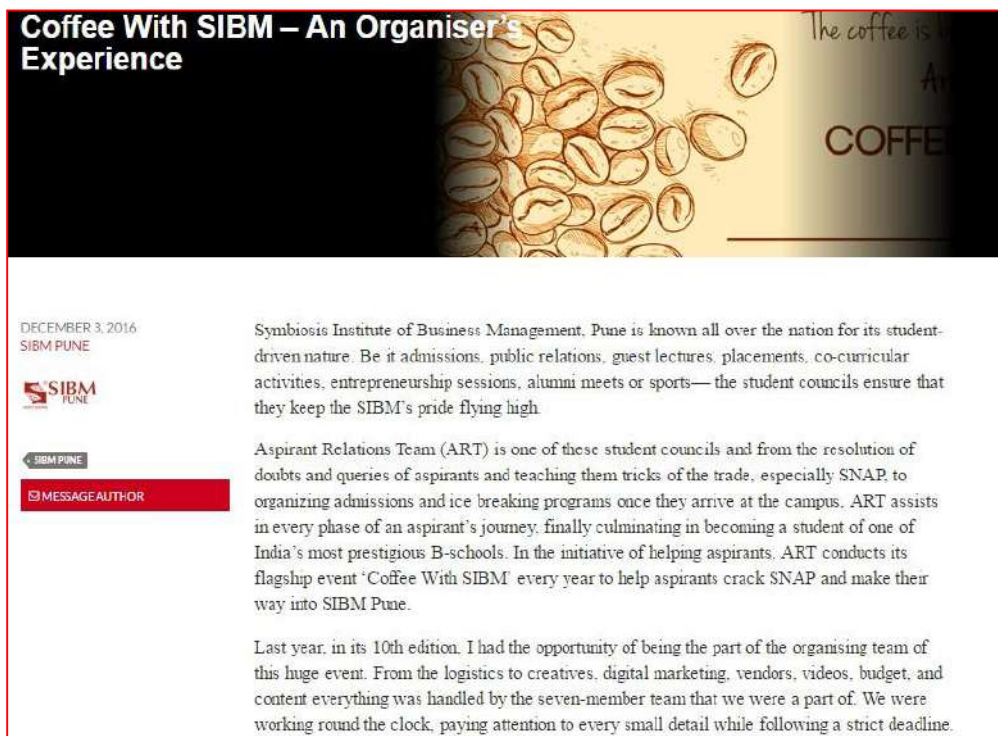 Coffee With SIBM – An Organiser's
Experience
The coffee is
COFFE
DECEMBER 3, 2016
SIBM PUNE
SIBM
PUNE
SIBM PUNE
MESSAGE AUTHOR
Symbiosis Institute of Business Management, Pune is known all over the nation for its student-
driven nature. Be it admissions, public relations, guest lectures, placements, co-curricular
activities, entrepreneurship sessions, alumni meets or sports— the student councils ensure that
they keep the SIBM's pride flying high.
Aspirant Relations Team (ART) is one of these student councils and from the resolution of
doubts and queries of aspirants and teaching them tricks of the trade, especially SNAP, to
organizing admissions and ice breaking programs once they arrive at the campus, ART assists
in every phase of an aspirant's journey, finally culminating in becoming a student of one of
India's most prestigious B-schools. In the initiative of helping aspirants, ART conducts its
flagship event 'Coffee With SIBM' every year to help aspirants crack SNAP and make their
way into SIBM Pune.
Last year, in its 10th edition, I had the opportunity of being the part of the organising team of
this huge event. From the logistics to creatives, digital marketing, vendors, videos, budget, and
content everything was handled by the seven-member team that we were a part of. We were
working round the clock, paying attention to every small detail while following a strict deadline.